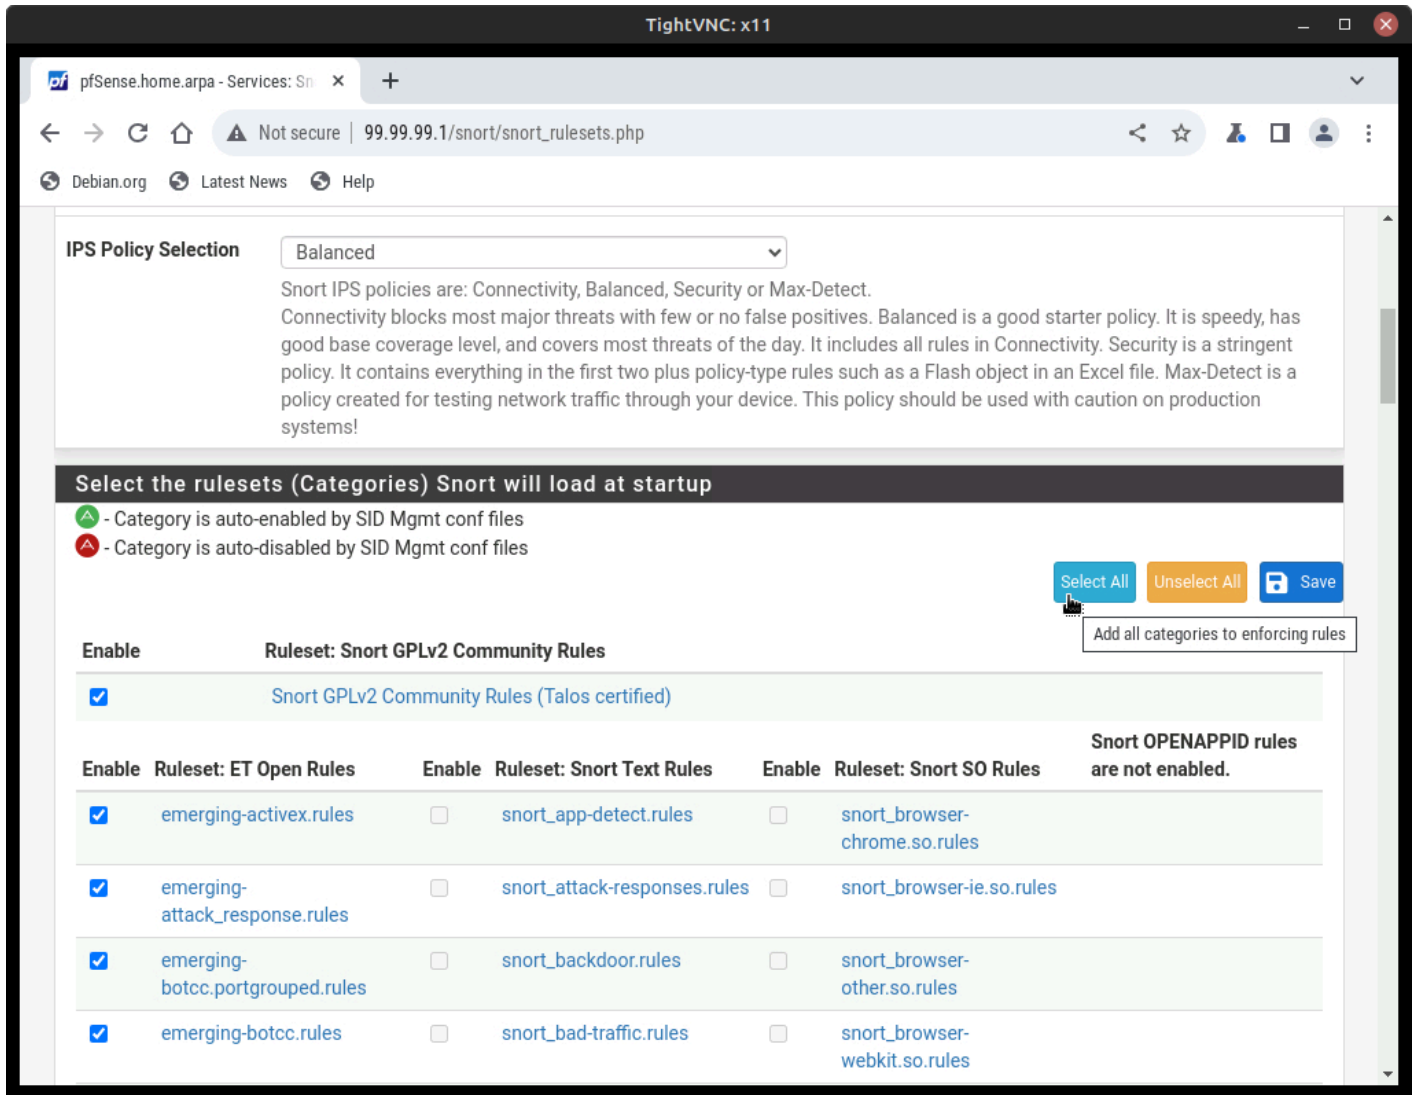 TightVNC: x11
pf pfSense.home.arpa - Services: Sn
Not secure 99.99.99.1/snort/snort_rulesets.php
Debian.org Latest News Help
IPS Policy Selection Balanced
Snort IPS policies are: Connectivity, Balanced, Security or Max-Detect.
Connectivity blocks most major threats with few or no false positives. Balanced is a good starter policy. It is speedy, has
good base coverage level, and covers most threats of the day. It includes all rules in Connectivity. Security is a stringent
policy. It contains everything in the first two plus policy-type rules such as a Flash object in an Excel file. Max-Detect is a
policy created for testing network traffic through your device. This policy should be used with caution on production
systems!
Select the rulesets (Categories) Snort will load at startup
A - Category is auto-enabled by SID Mgmt conf files
A - Category is auto-disabled by SID Mgmt conf files
Select All Unselect All Save
Add all categories to enforcing rules
Enable Ruleset: Snort GPLv2 Community Rules
Snort GPLv2 Community Rules (Talos certified)
Snort OPENAPPID rules
Enable Ruleset: ET Open Rules Enable Ruleset: Snort Text Rules Enable Ruleset: Snort SO Rules are not enabled.
emerging-activex.rules snort_app-detect.rules snort_browser-
chrome.so.rules
emerging- snort_attack-responses.rules snort_browser-ie.so.rules
attack_response.rules
emerging- snort_backdoor.rules snort_browser-
botcc.portgrouped.rules other.so.rules
emerging-botcc.rules snort_bad-traffic.rules snort_browser-
webkit.so.rules